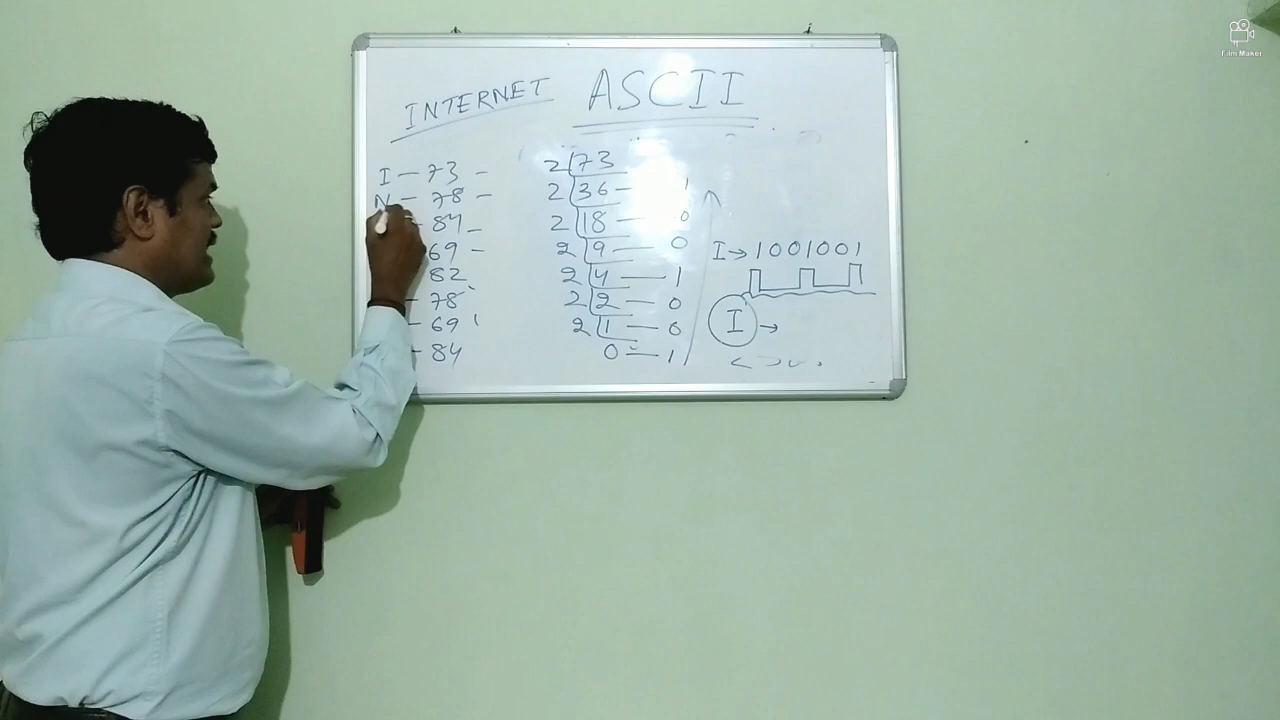 INTERNET ASCII
I - 73 -
N - 78 -
- 84 -
69 -
82
- 78
- 69
- 84
2 73
2 36 - 1
2 18 - 0
2 9 - 0
2 4 - 1
2 2 - 0
2 1 - 0
0 - 1
I → 1001001
I →
Film Maker